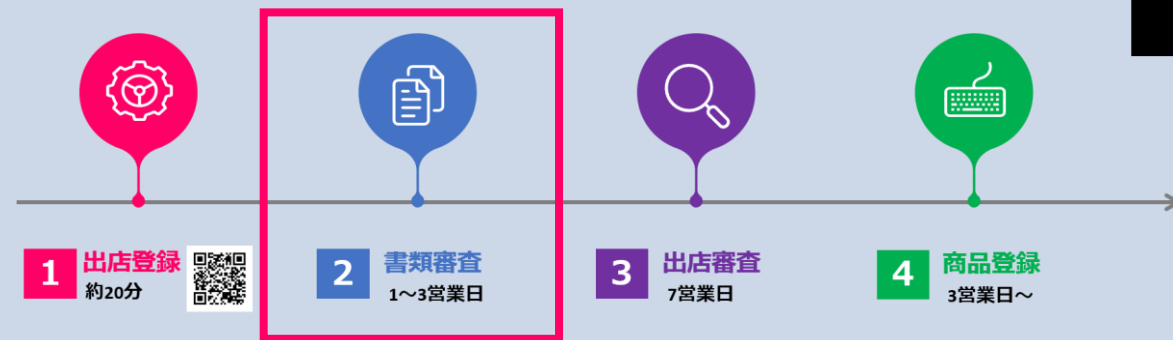 1 出店登録
約20分
2 書類審査
1～3営業日
3 出店審査
7営業日
4 商品登録
3営業日～